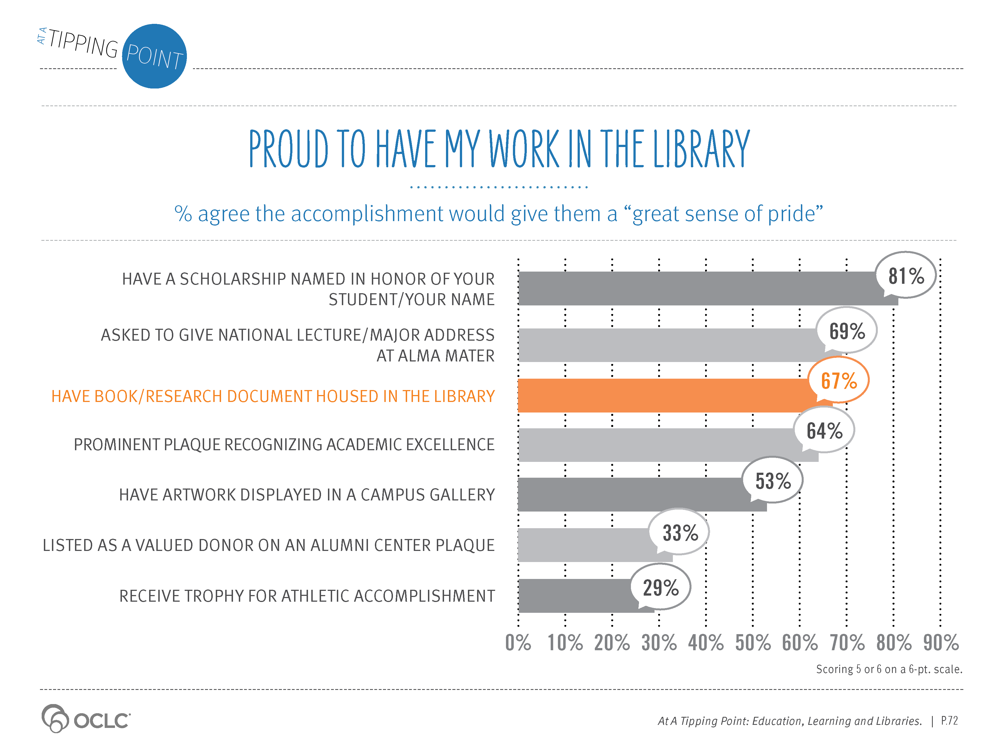 AT A TIPPING POINT
PROUD TO HAVE MY WORK IN THE LIBRARY
% agree the accomplishment would give them a “great sense of pride”
HAVE A SCHOLARSHIP NAMED IN HONOR OF YOUR
STUDENT/YOUR NAME
81%
ASKED TO GIVE NATIONAL LECTURE/MAJOR ADDRESS
AT ALMA MATER
69%
HAVE BOOK/RESEARCH DOCUMENT HOUSED IN THE LIBRARY
67%
PROMINENT PLAQUE RECOGNIZING ACADEMIC EXCELLENCE
64%
HAVE ARTWORK DISPLAYED IN A CAMPUS GALLERY
53%
LISTED AS A VALUED DONOR ON AN ALUMNI CENTER PLAQUE
33%
RECEIVE TROPHY FOR ATHLETIC ACCOMPLISHMENT
29%
0% 10% 20% 30% 40% 50% 60% 70% 80% 90%
Scoring 5 or 6 on a 6-pt. scale.
OCLC
At A Tipping Point: Education, Learning and Libraries. | P.72